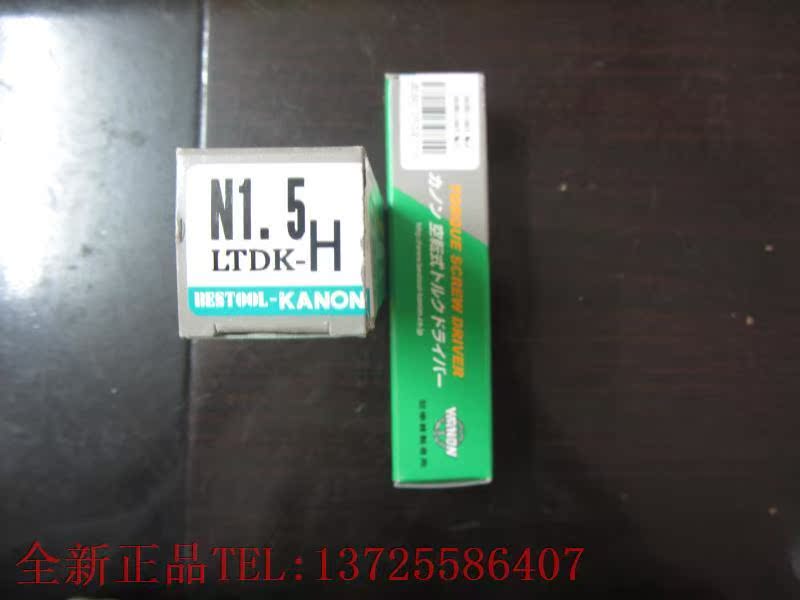 N1.5
LTDK-H
BESTOOL-KANON
TORQUE SCREW DRIVER
カノン 空転式トルクドライバー
KANON
全新正品TEL:13725586407